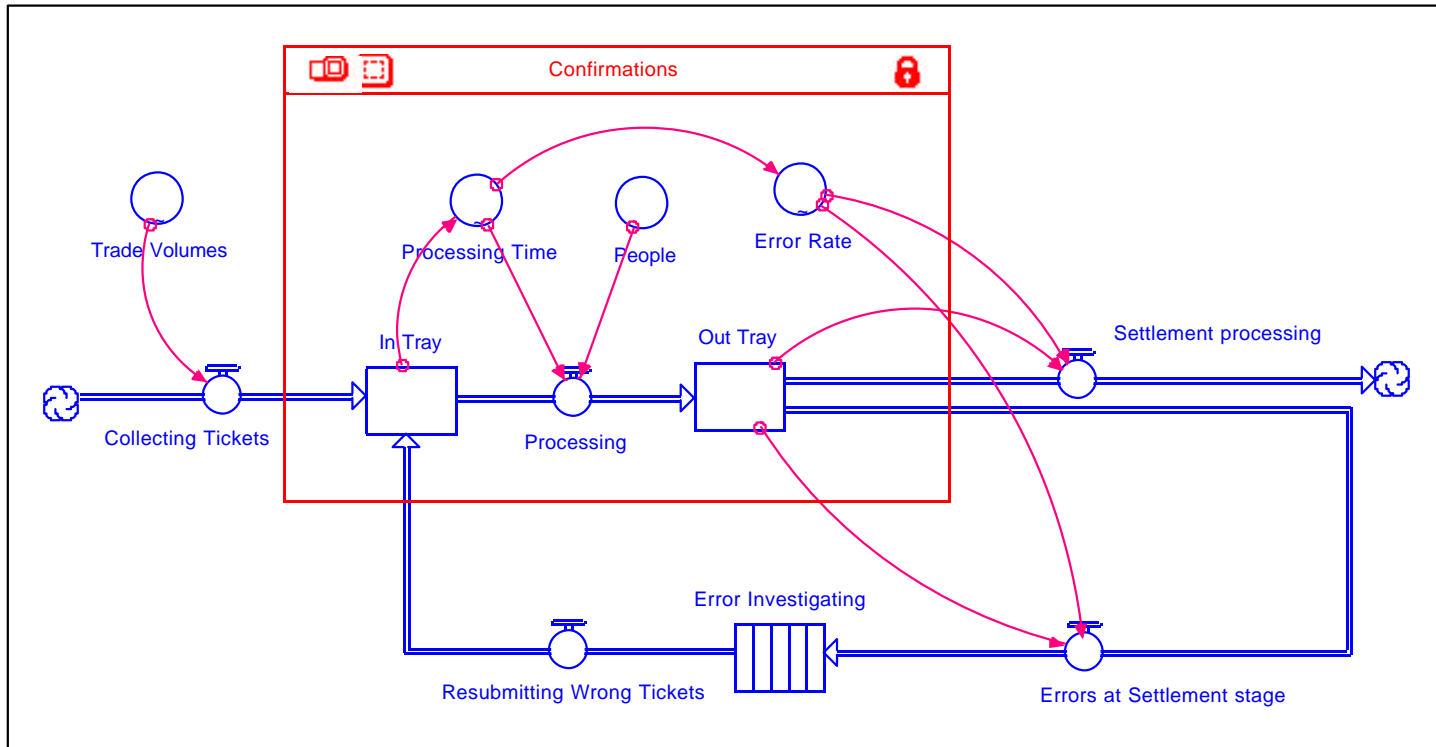 Confirmations
Trade Volumes
Processing Time
People
Error Rate
In Tray
Out Tray
Settlement processing
Collecting Tickets
Processing
Error Investigating
Resubmitting Wrong Tickets
Errors at Settlement stage